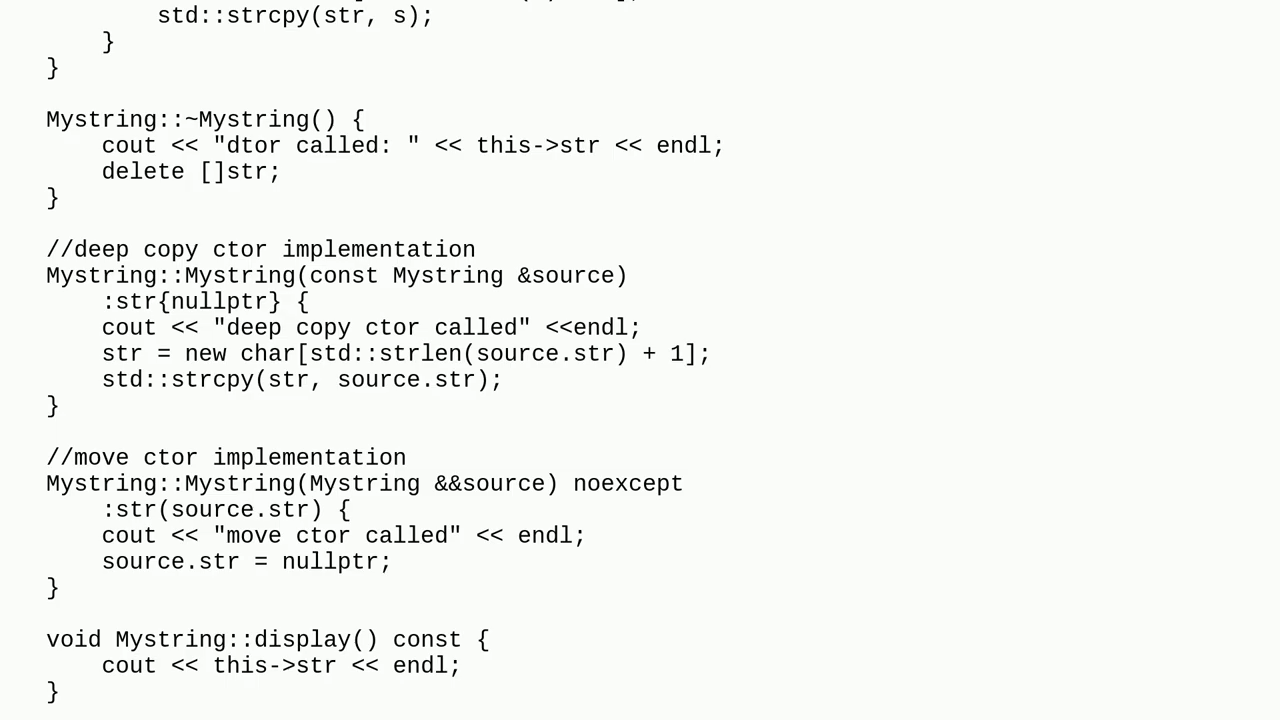 std::strcpy(str, s);
}
}
Mystring::~Mystring() {
cout << "dtor called: " << this->str << endl;
delete []str;
}
//deep copy ctor implementation
Mystring::Mystring(const Mystring &source)
:str{nullptr} {
cout << "deep copy ctor called" <<endl;
str = new char[std::strlen(source.str) + 1];
std::strcpy(str, source.str);
}
//move ctor implementation
Mystring::Mystring(Mystring &&source) noexcept
:str(source.str) {
cout << "move ctor called" << endl;
source.str = nullptr;
}
void Mystring::display() const {
cout << this->str << endl;
}